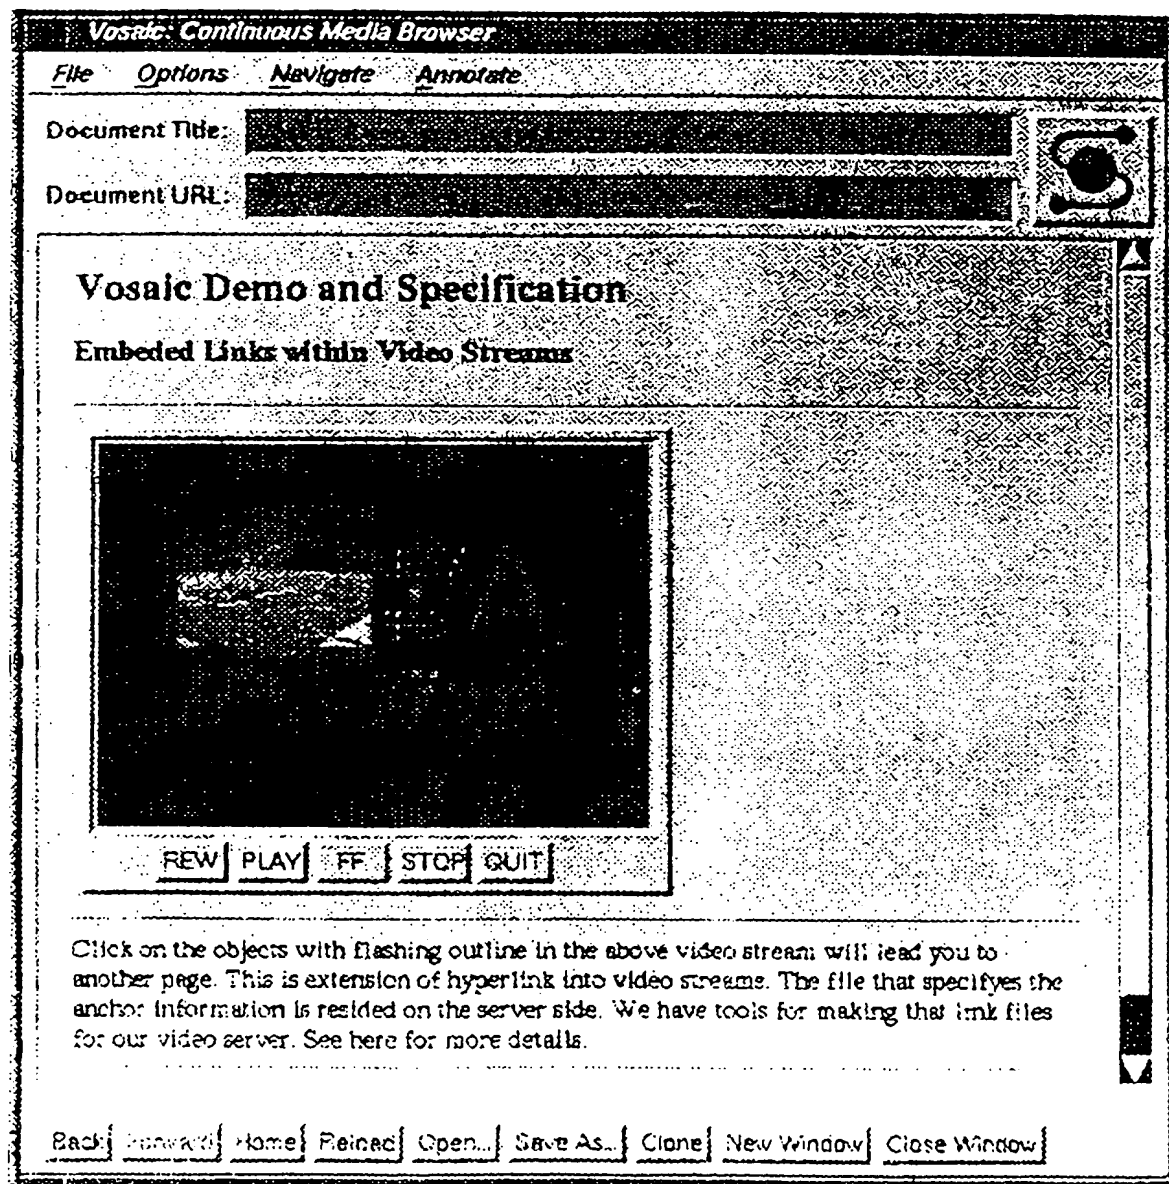 Vosaic: Continuous Media Browser
File Options Navigate Annotate
Document Title:
Document URL:
Vosaic Demo and Specification
Embeded Links within Video Streams
REW PLAY FF STOP QUIT
Click on the objects with flashing outline in the above video stream will lead you to
another page. This is extension of hyperlink into video streams. The file that specifyes the
anchor information is resided on the server side. We have tools for making that link files
for our video server. See here for more details.
Back Forward Home Reload Open... Save As... Clone New Window Close Window